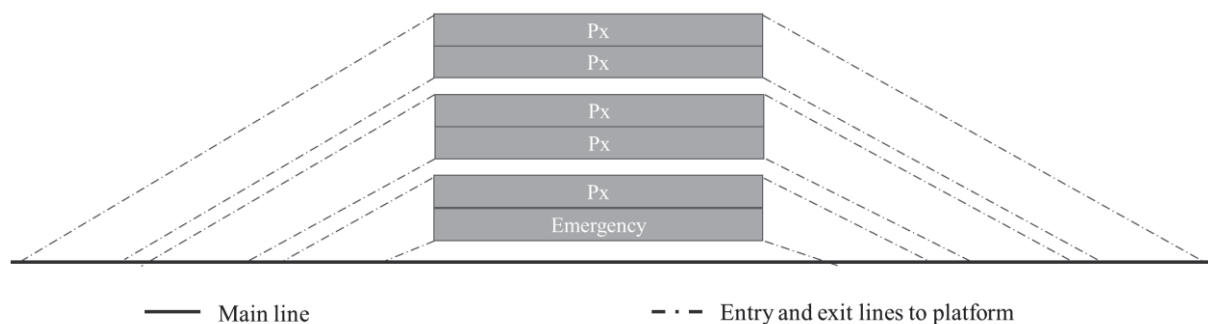 Px
Px
Px
Px
Px
Emergency
Main line
Entry and exit lines to platform